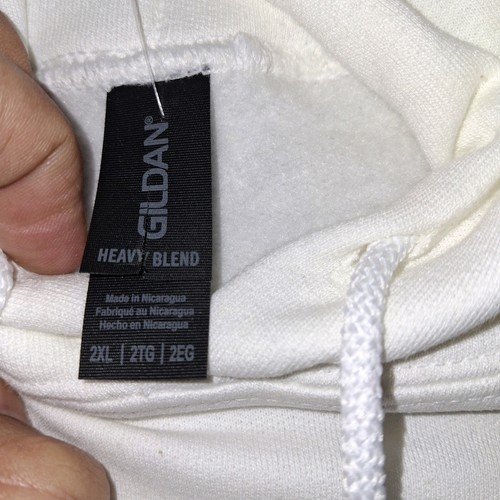 GILDAN®
HEAVY BLEND
Made in Nicaragua
Fabriqué au Nicaragua
Hecho en Nicaragua
2XL | 2TG | 2EG